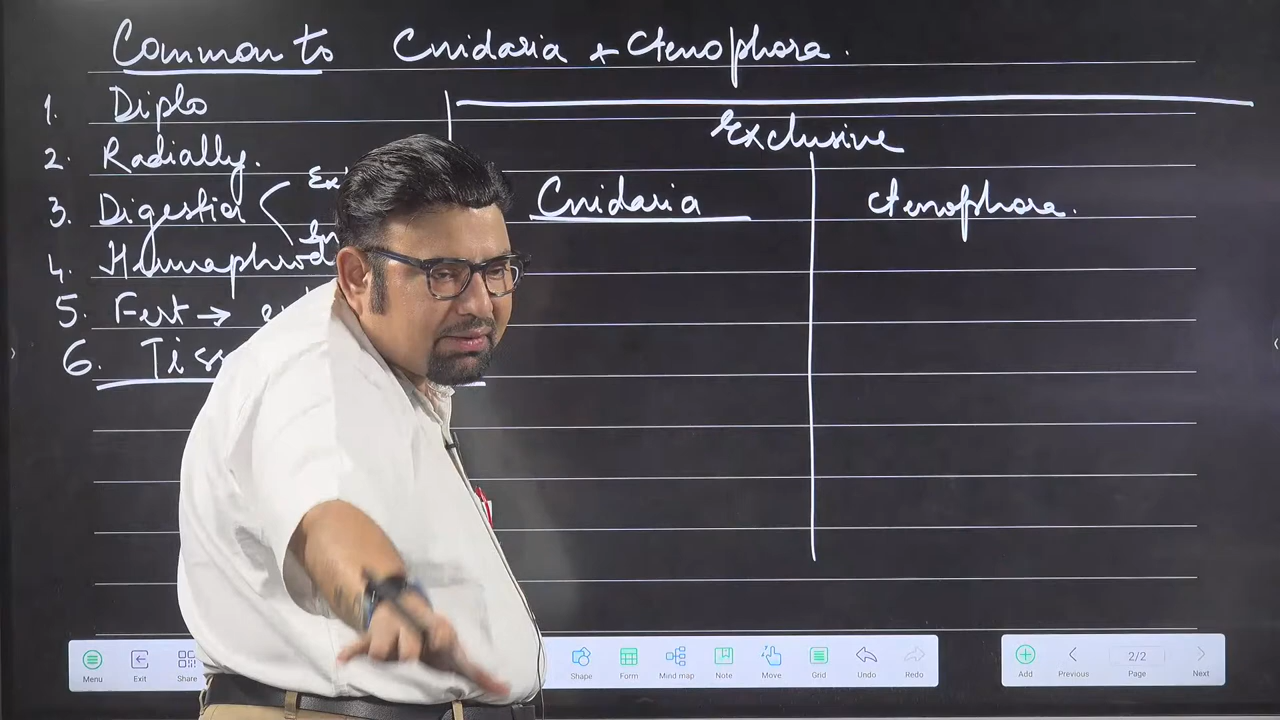 Common to Cnidaria + Ctenophora.
1. Diplo
Exclusive
2. Radially.
Cnidaria
Ctenophora.
3. Digestion
4.
5. Fert →
6.
Menu
Exit
Share
Shape
Form
Mind map
Note
Move
Grid
Undo
Redo
Add
Previous
2/2
Page
Next